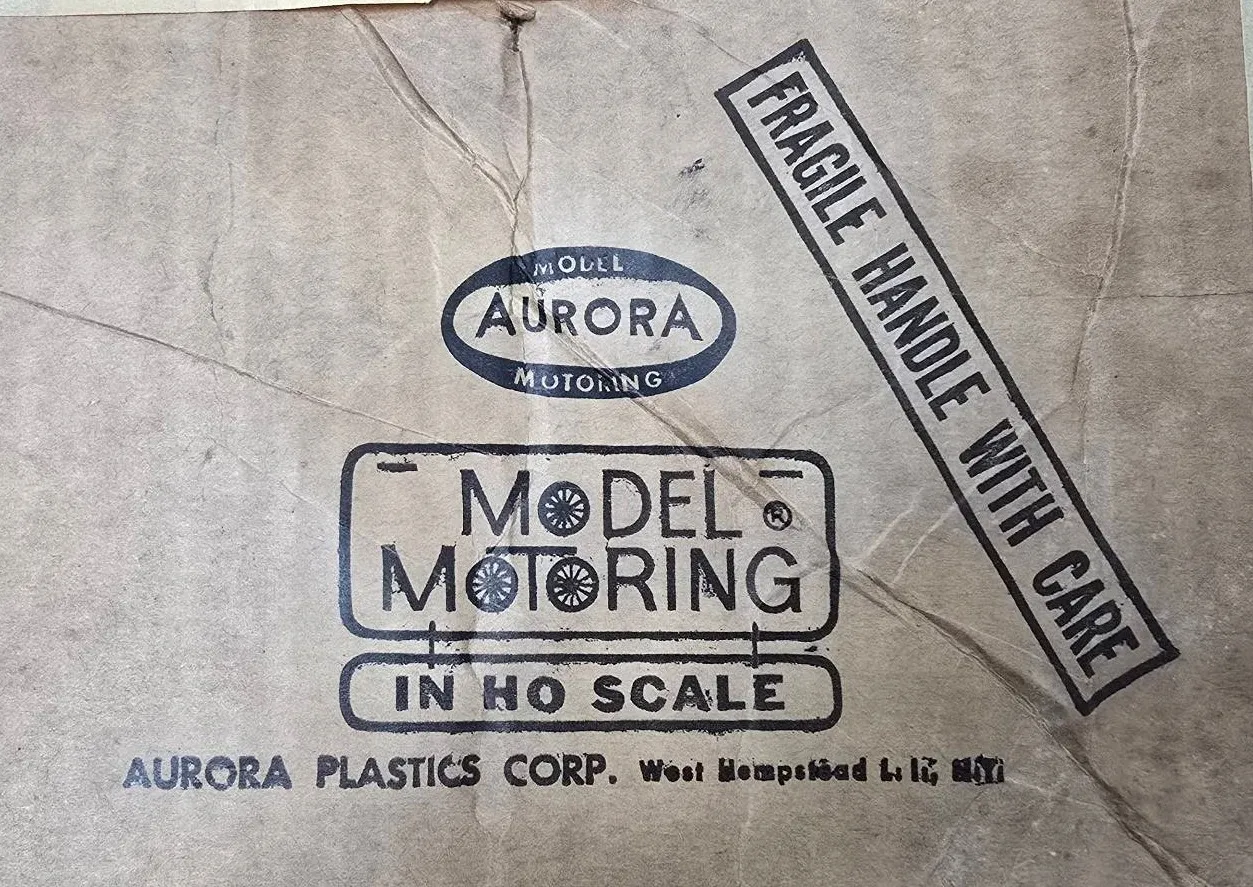 MODEL
AURORA
MOTORING
FRAGILE HANDLE WITH CARE
MODEL ®
MOTORING
IN HO SCALE
AURORA PLASTICS CORP. West Hempstead L. I.,